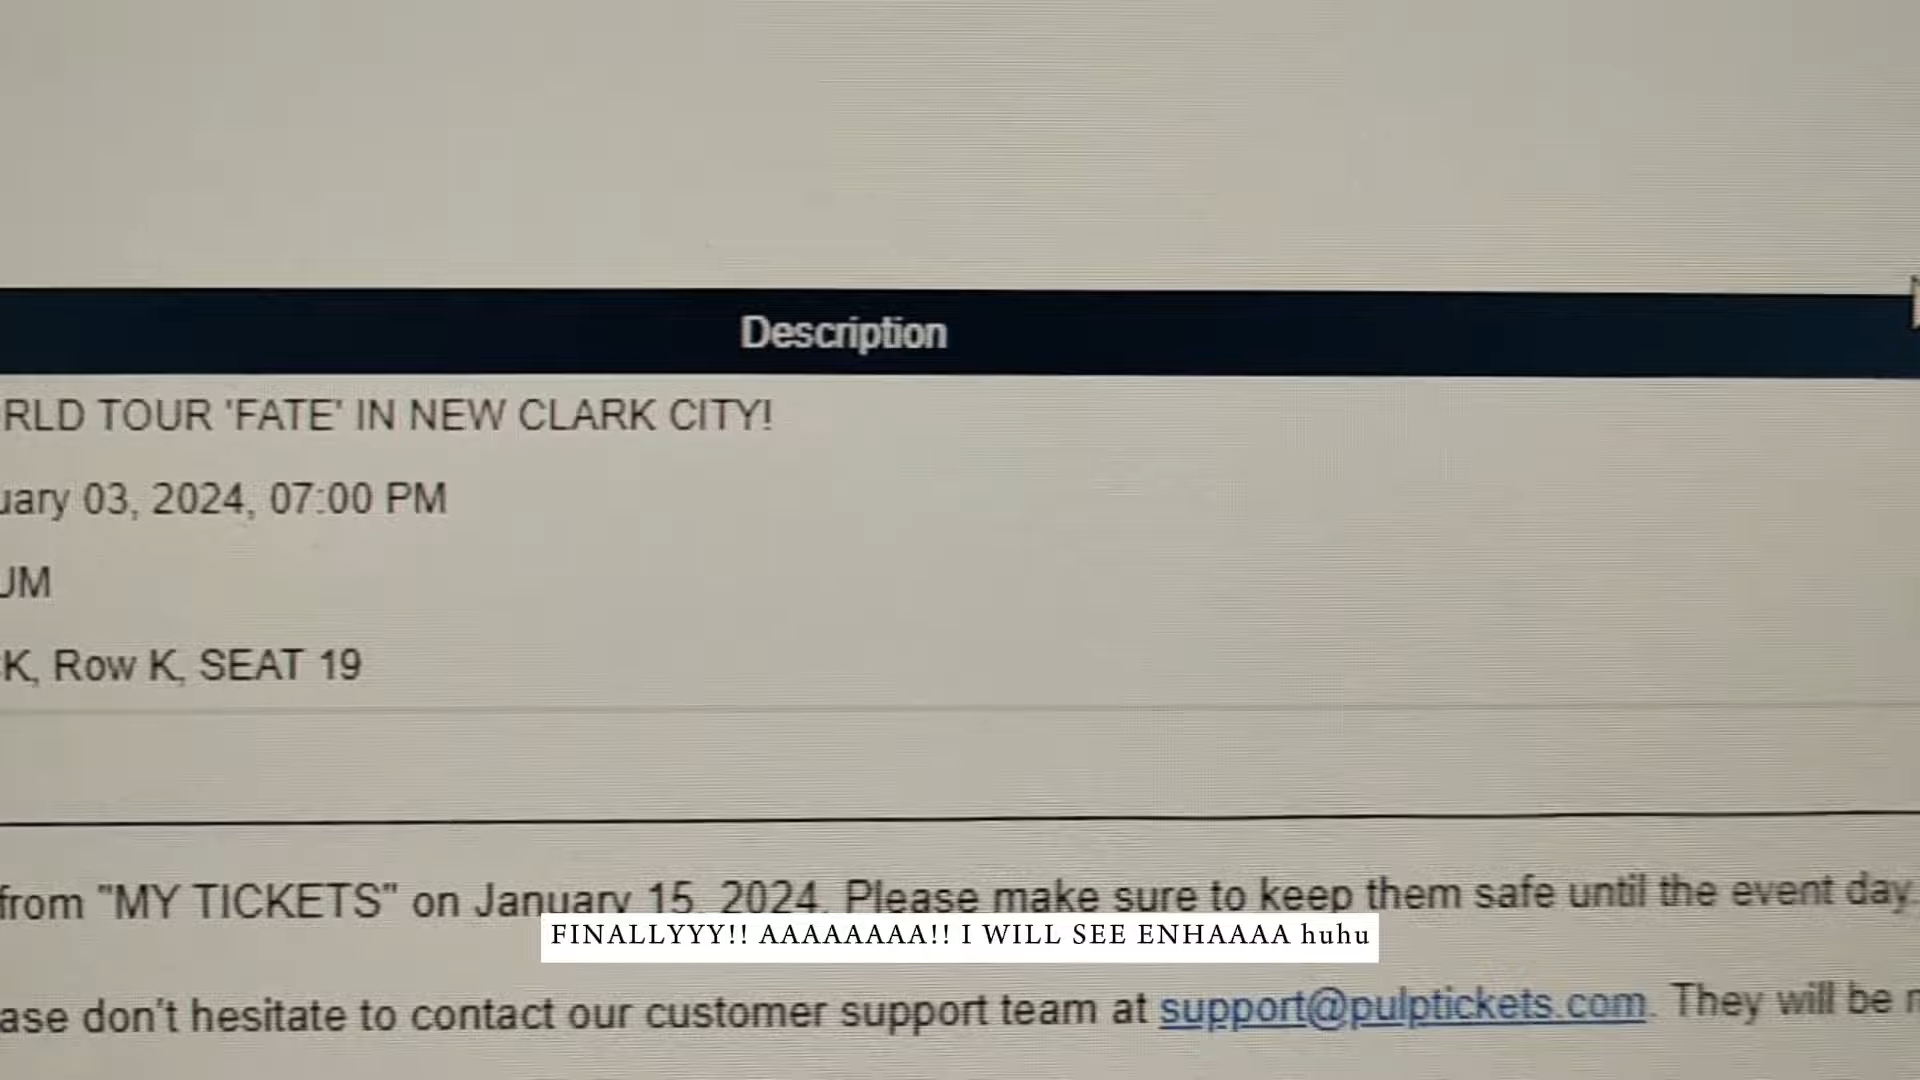 Description
RLD TOUR 'FATE' IN NEW CLARK CITY!
uary 03, 2024, 07:00 PM
UM
K, Row K, SEAT 19
from "MY TICKETS" on January 15, 2024. Please make sure to keep them safe until the event day.
FINALLYYY!! AAAAAAAA!! I WILL SEE ENHAAAA huhu
ase don't hesitate to contact our customer support team at support@pulptickets.com. They will be